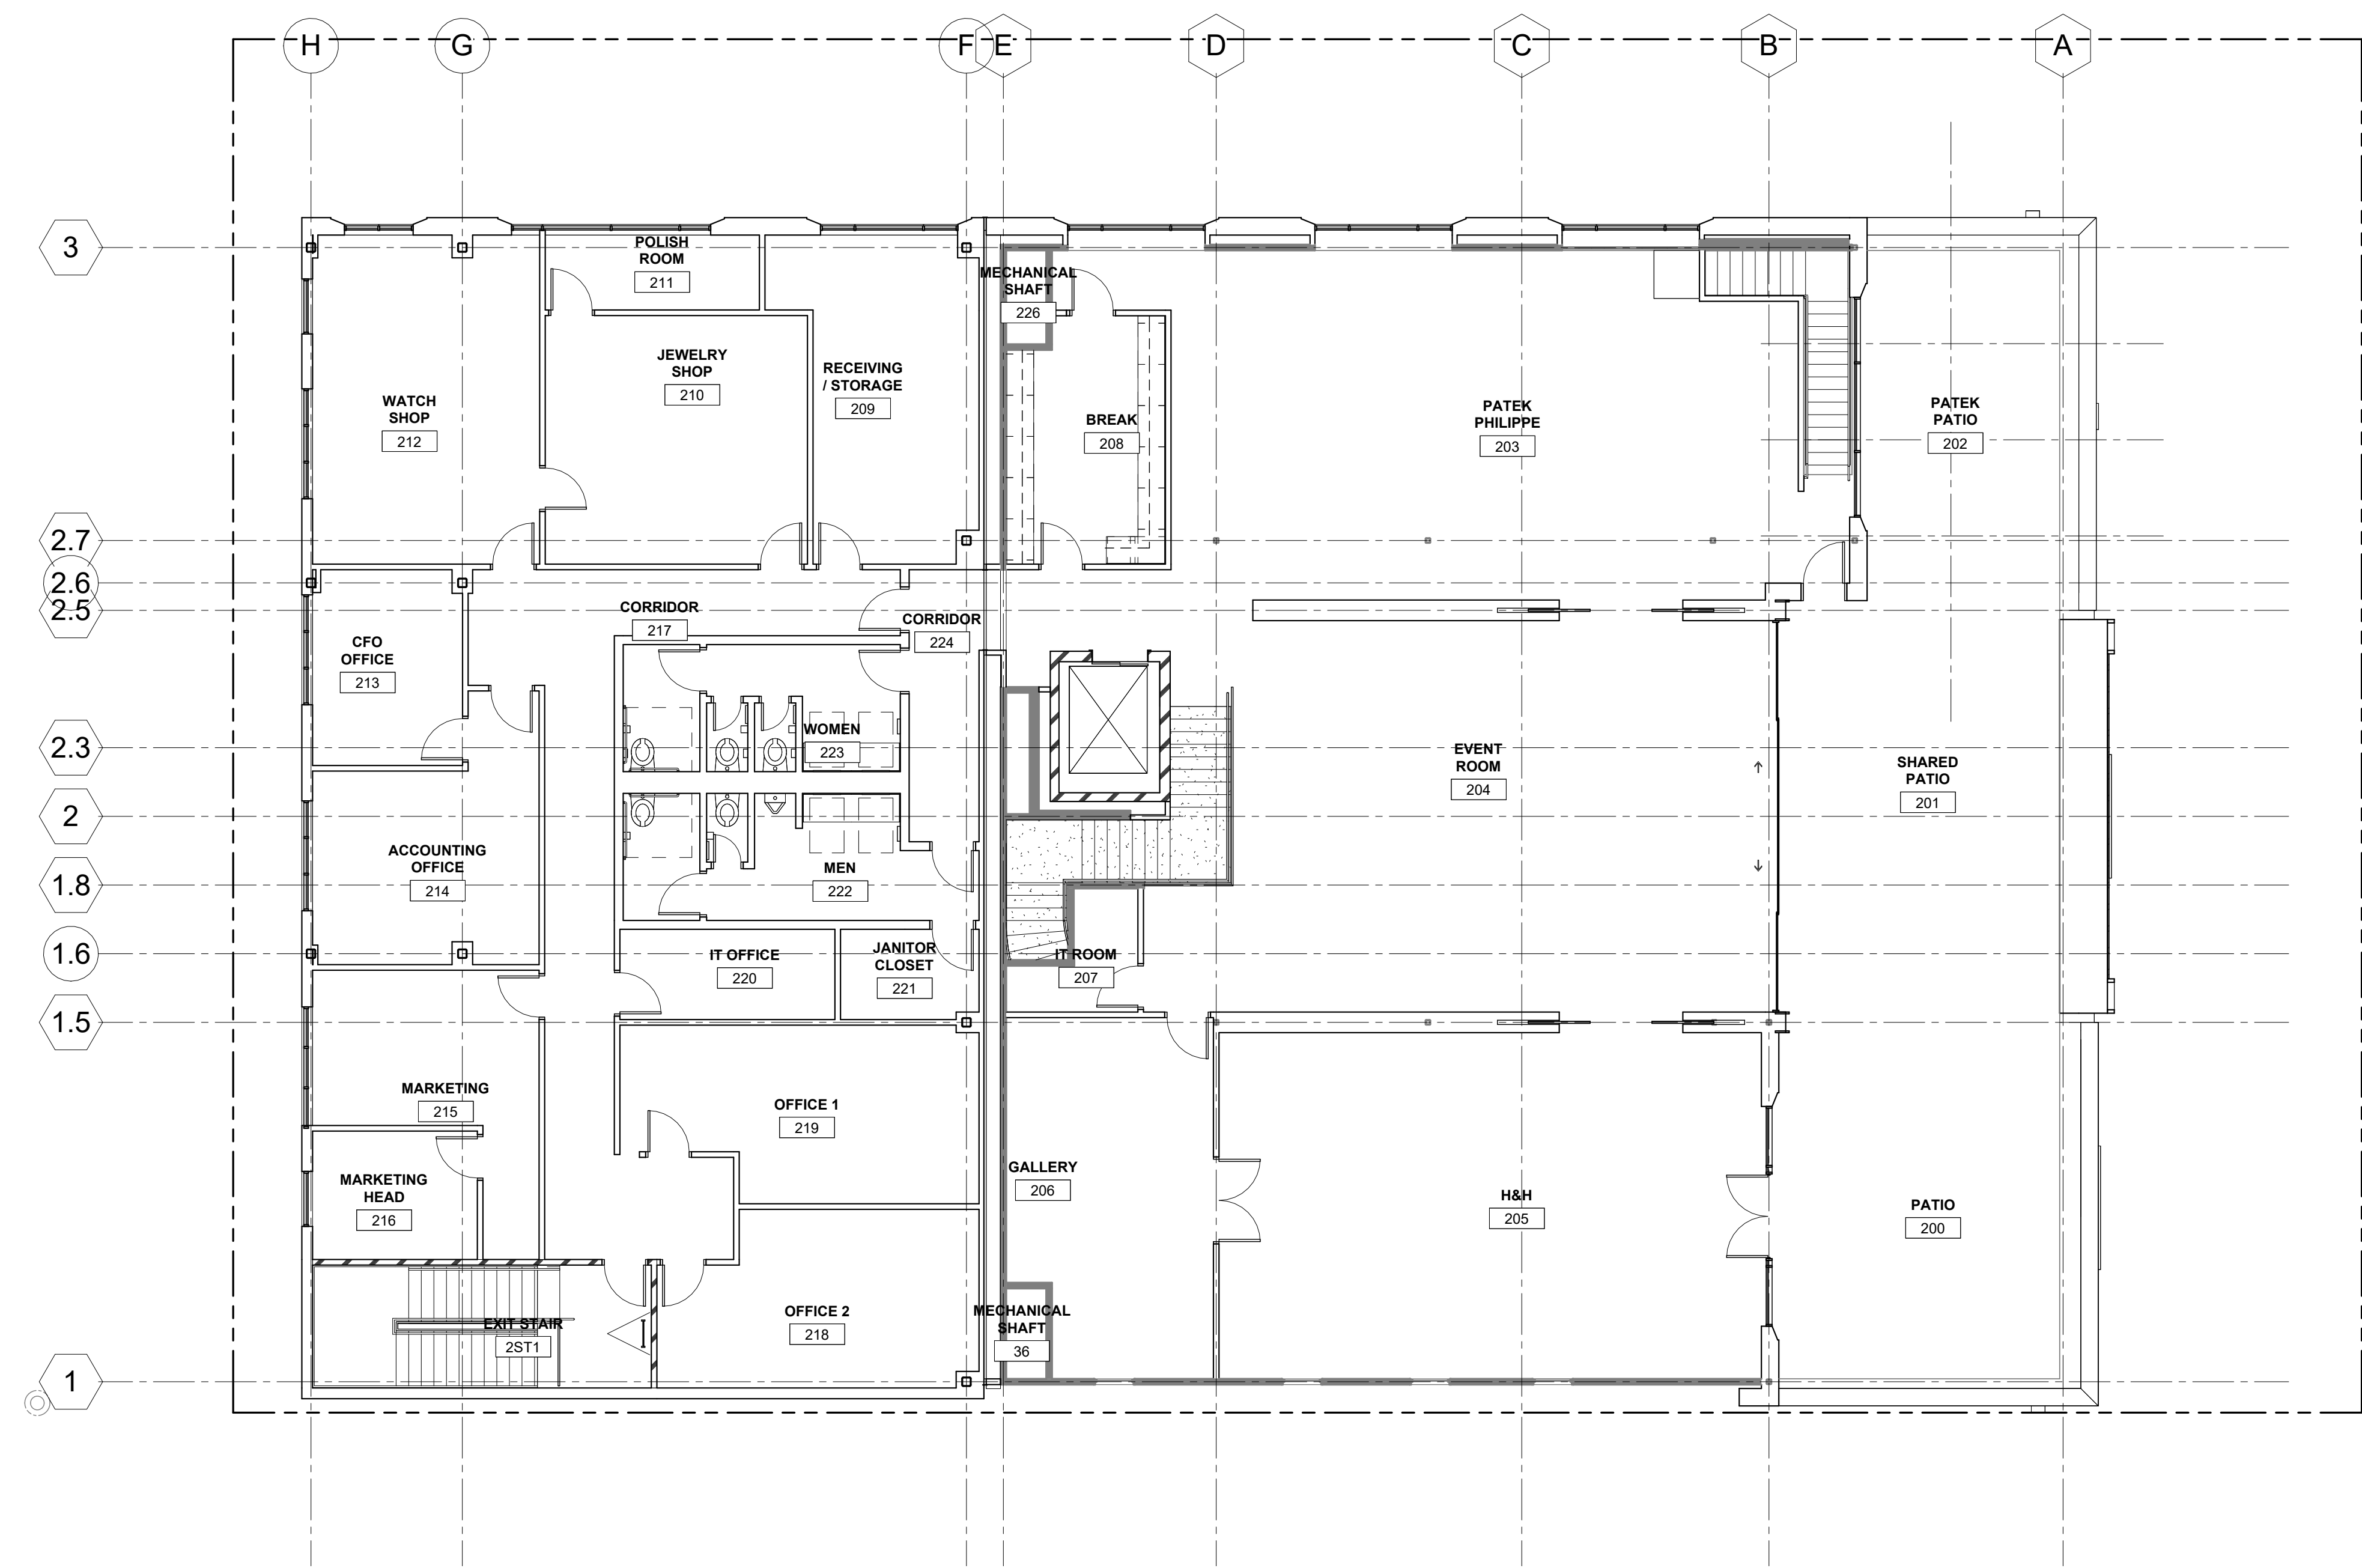 H
G
F
E
D
C
B
A
3
2.7
2.6
2.5
2.3
2
1.8
1.6
1.5
1
POLISH
ROOM
211
MECHANICAL
SHAFT
226
JEWELRY
SHOP
210
RECEIVING
/ STORAGE
209
WATCH
SHOP
212
BREAK
208
PATEK
PHILIPPE
203
PATEK
PATIO
202
CORRIDOR
217
CORRIDOR
224
CFO
OFFICE
213
WOMEN
223
EVENT
ROOM
204
SHARED
PATIO
201
ACCOUNTING
OFFICE
214
MEN
222
IT OFFICE
220
JANITOR
CLOSET
221
IT ROOM
207
MARKETING
215
OFFICE 1
219
MARKETING
HEAD
216
GALLERY
206
H&H
205
PATIO
200
EXIT STAIR
2ST1
OFFICE 2
218
MECHANICAL
SHAFT
36